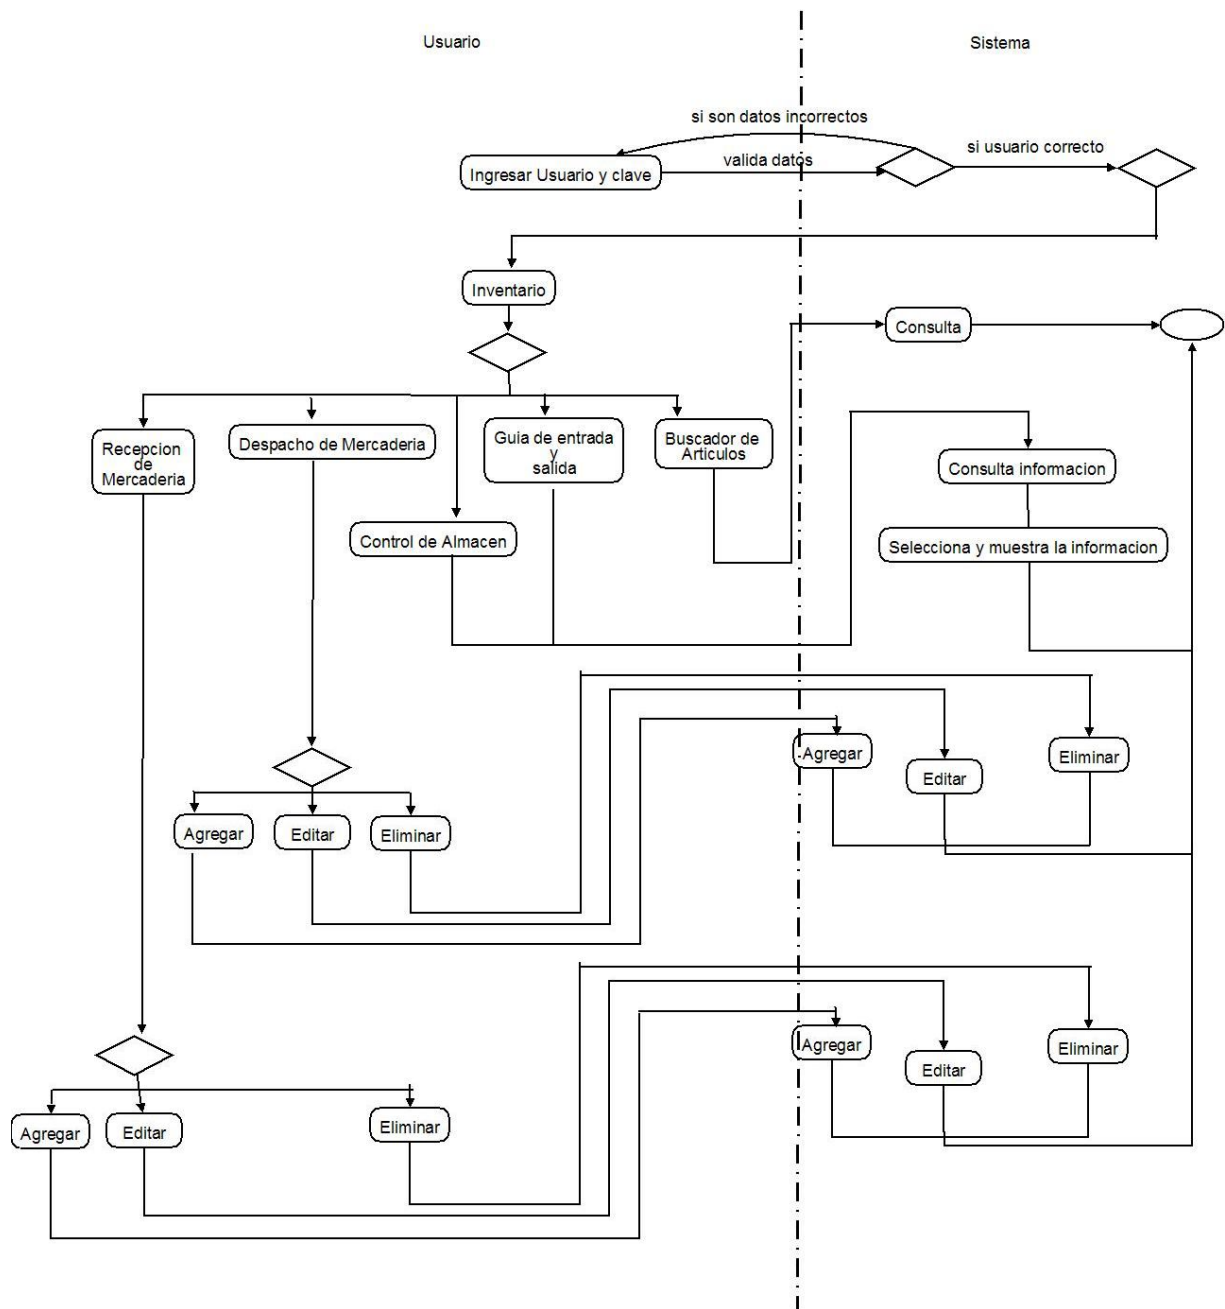 Usuario
Sistema
si son datos incorrectos
si usuario correcto
valida datos
Ingresar Usuario y clave
Inventario
Consulta
Recepcion
de
Mercaderia
Despacho de Mercaderia
Guia de entrada
y
salida
Buscador de
Articulos
Consulta informacion
Control de Almacen
Selecciona y muestra la informacion
Agregar
Editar
Eliminar
Agregar
Editar
Eliminar
Agregar
Editar
Eliminar
Agregar
Editar
Eliminar